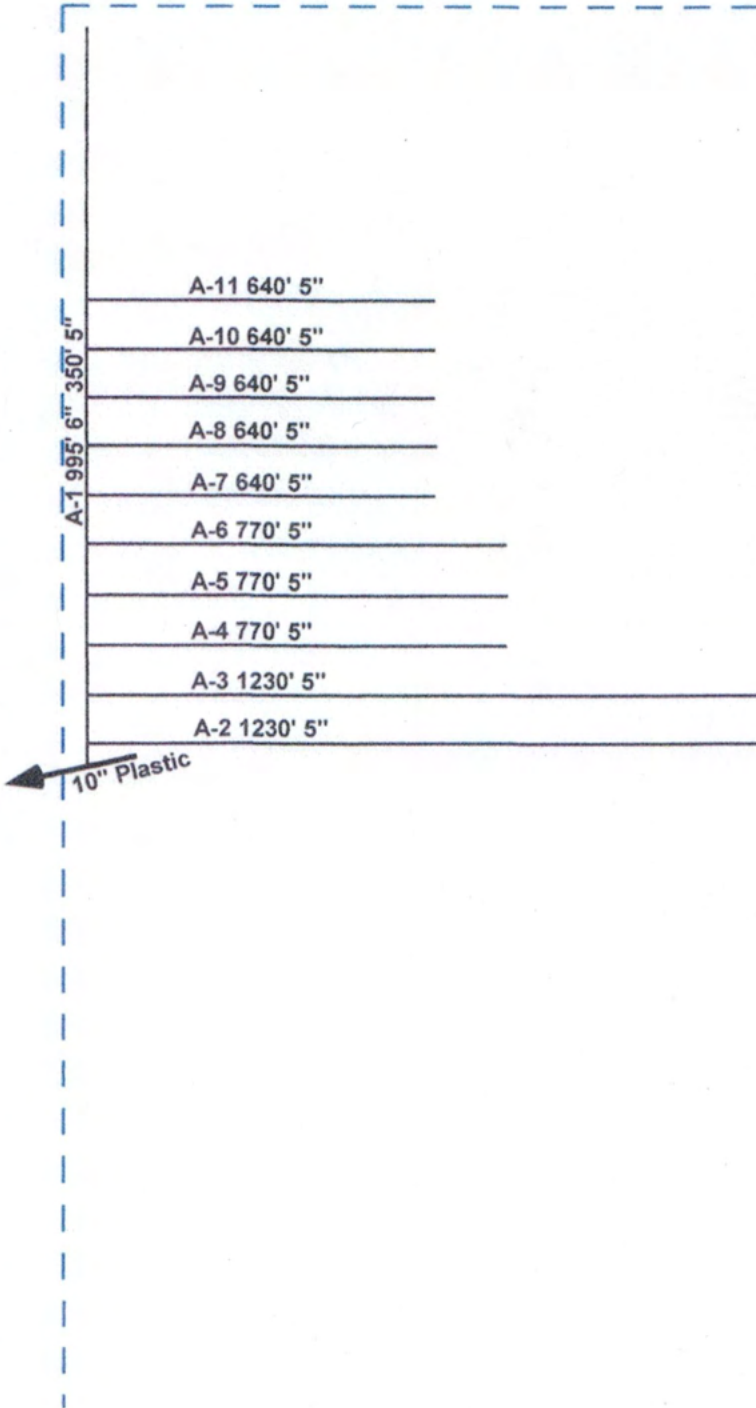 A-11 640' 5"
A-10 640' 5"
A-9 640' 5"
A-8 640' 5"
A-7 640' 5"
A-6 770' 5"
A-5 770' 5"
A-4 770' 5"
A-3 1230' 5"
A-2 1230' 5"
A-1 995' 6" 350' 5"
10" Plastic